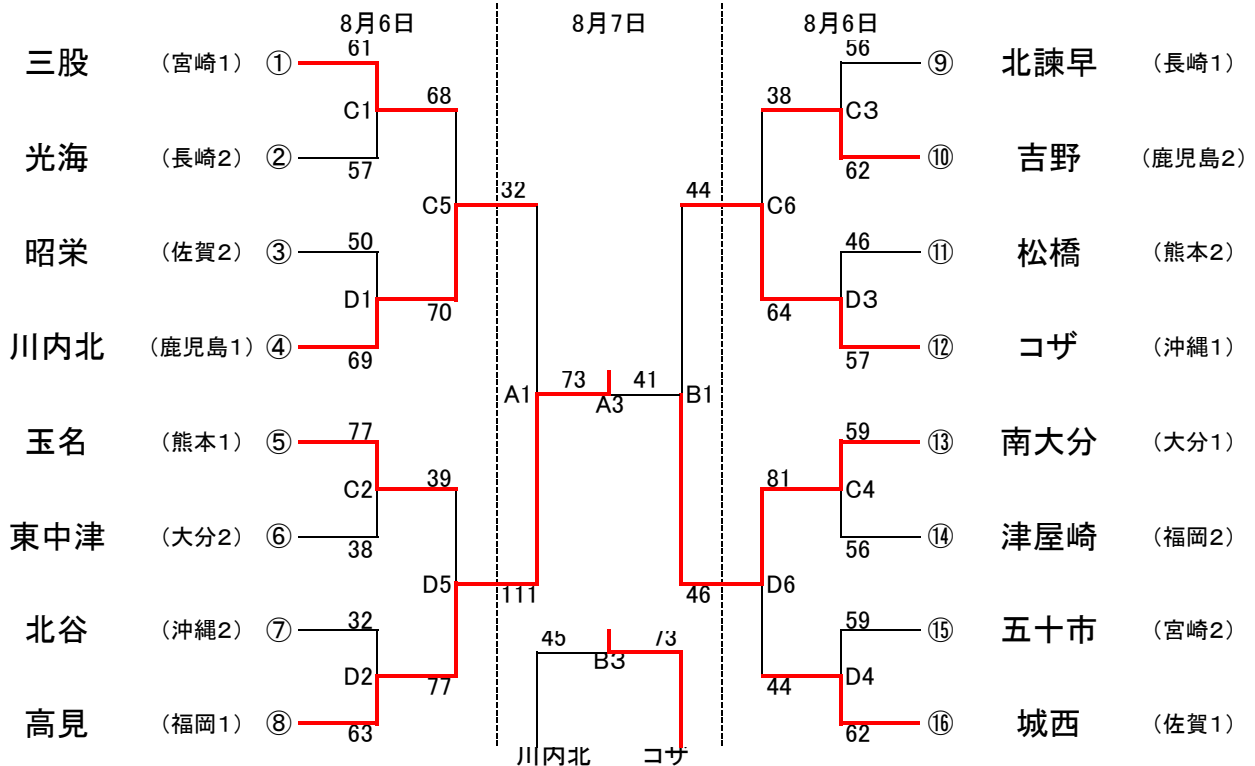 8月6日 8月7日 8月6日
61 56
三股 (宮崎1) ① ⑨ 北諫早 (長崎1)
68 38
C1 C3
光海 (長崎2) ② ⑩ 吉野 (鹿児島2)
57 62
32 44
C5 C6
50 46
昭栄 (佐賀2) ③ ⑪ 松橋 (熊本2)
D1 D3
70 64
川内北 (鹿児島1) ④ ⑫ コザ (沖縄1)
69 57
73 41
A1 A3 B1
77 59
玉名 (熊本1) ⑤ ⑬ 南大分 (大分1)
39 81
C2 C4
東中津 (大分2) ⑥ ⑭ 津屋崎 (福岡2)
38 56
D5 D6
111 46
32 59
北谷 (沖縄2) ⑦ ⑮ 五十市 (宮崎2)
45 73
B3
D2 D4
77 44
高見 (福岡1) ⑧ ⑯ 城西 (佐賀1)
63 62
川内北 コザ